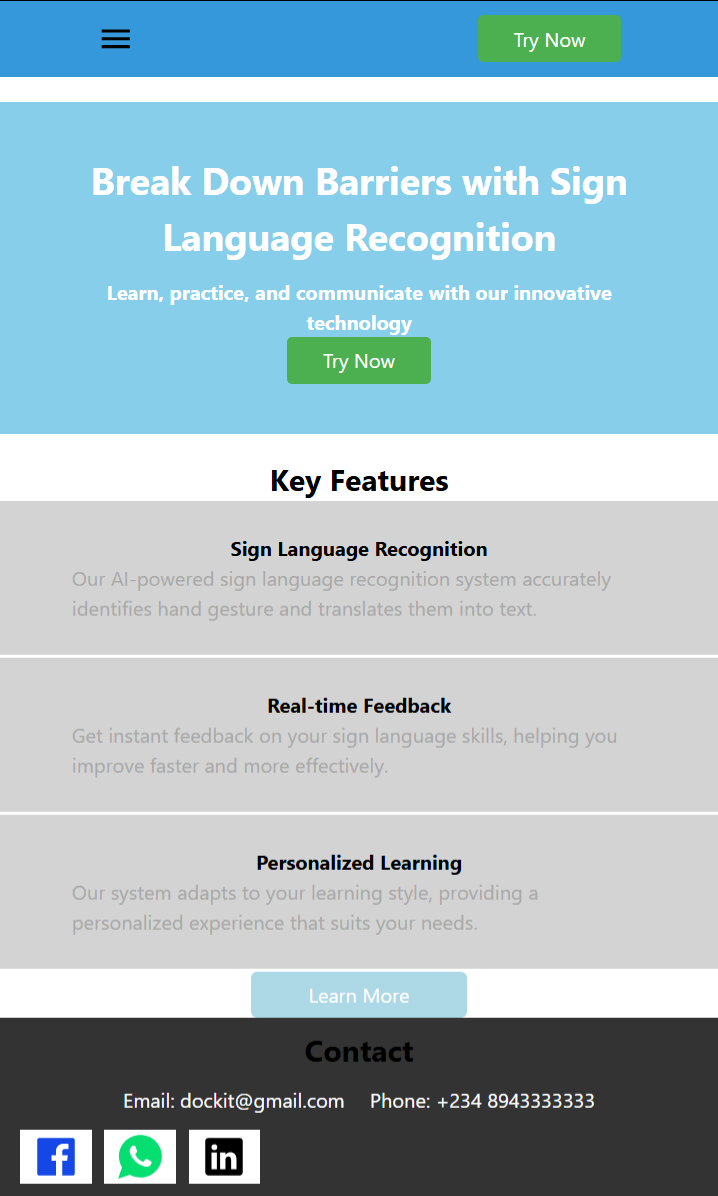 Try Now
Break Down Barriers with Sign
Language Recognition
Learn, practice, and communicate with our innovative
technology
Try Now
Key Features
Sign Language Recognition
Our AI-powered sign language recognition system accurately
identifies hand gesture and translates them into text.
Real-time Feedback
Get instant feedback on your sign language skills, helping you
improve faster and more effectively.
Personalized Learning
Our system adapts to your learning style, providing a
personalized experience that suits your needs.
Learn More
Contact
Email: dockit@gmail.com Phone: +234 8943333333
in